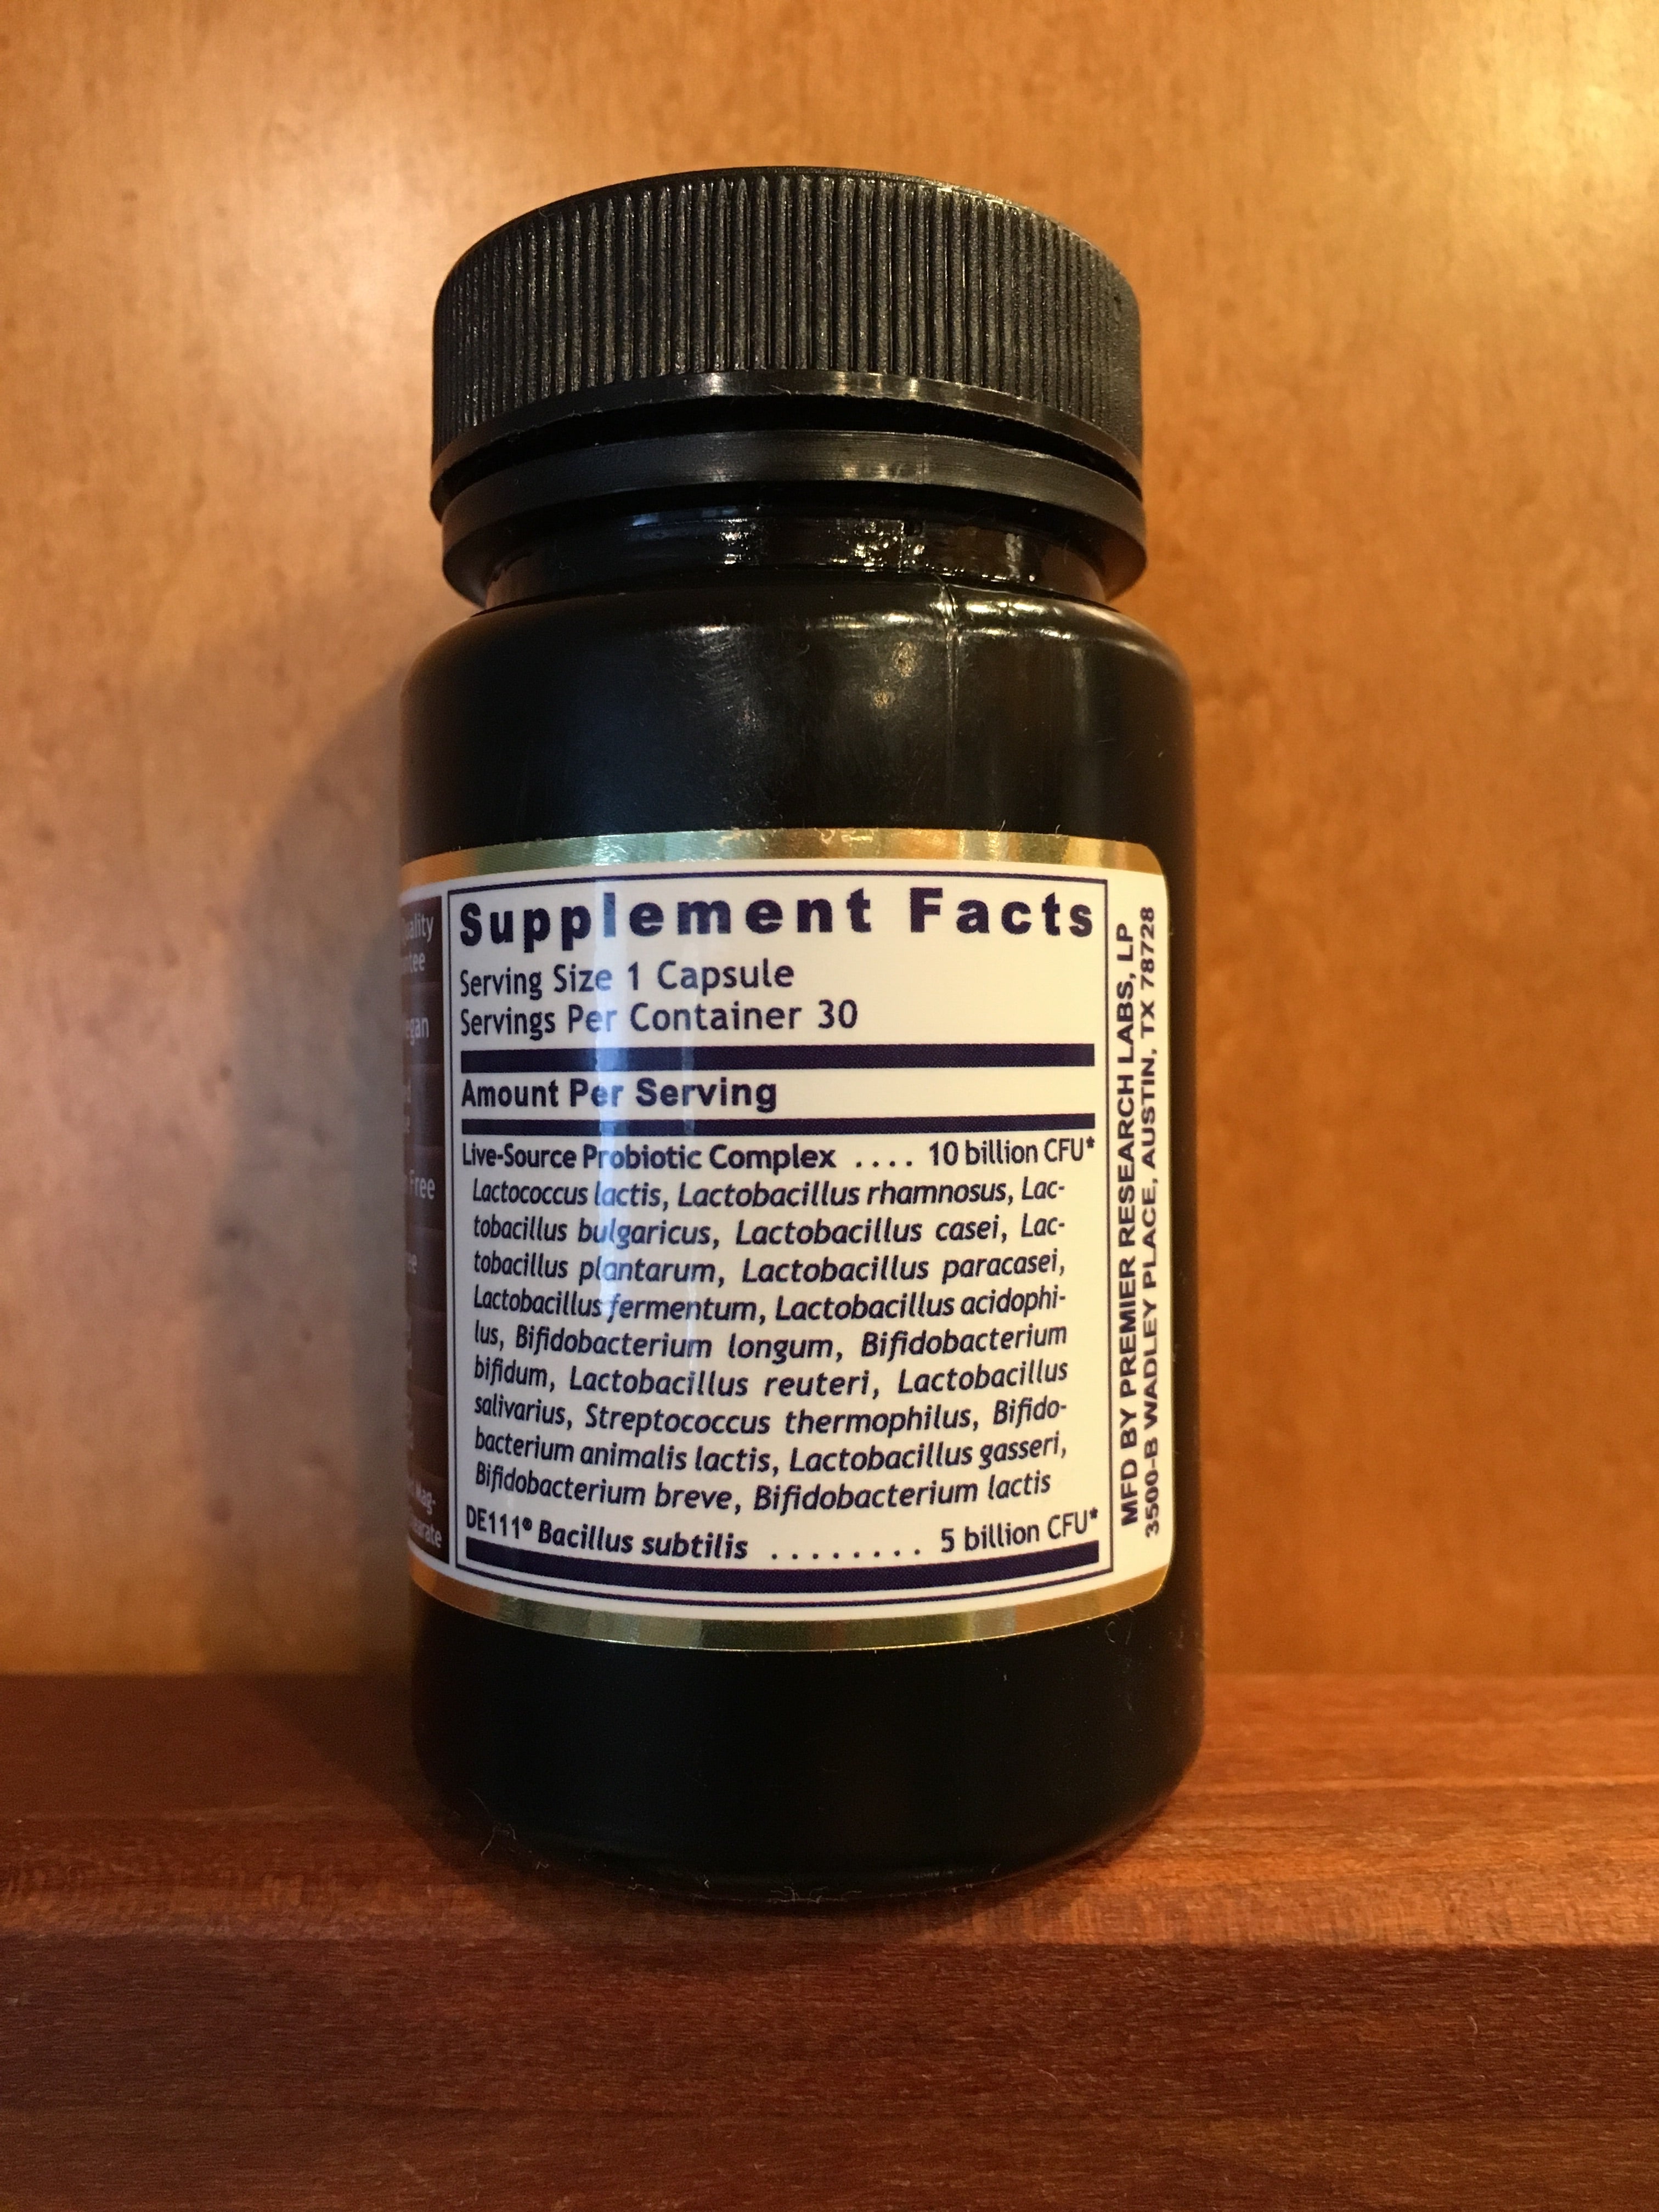 Supplement Facts
Serving Size 1 Capsule
Servings Per Container 30
Amount Per Serving
Live-Source Probiotic Complex .... 10 billion CFU*
Lactococcus lactis, Lactobacillus rhamnosus, Lac-
tobacillus bulgaricus, Lactobacillus casei, Lac-
tobacillus plantarum, Lactobacillus paracasei,
Lactobacillus fermentum, Lactobacillus acidophi-
lus, Bifidobacterium longum, Bifidobacterium
bifidum, Lactobacillus reuteri, Lactobacillus
salivarius, Streptococcus thermophilus, Bifido-
bacterium animalis lactis, Lactobacillus gasseri,
Bifidobacterium breve, Bifidobacterium lactis
DE111® Bacillus subtilis ........ 5 billion CFU*
MFD BY PREMIER RESEARCH LABS, LP
3500-B WADLEY PLACE, AUSTIN, TX 78728
Free
Mag-